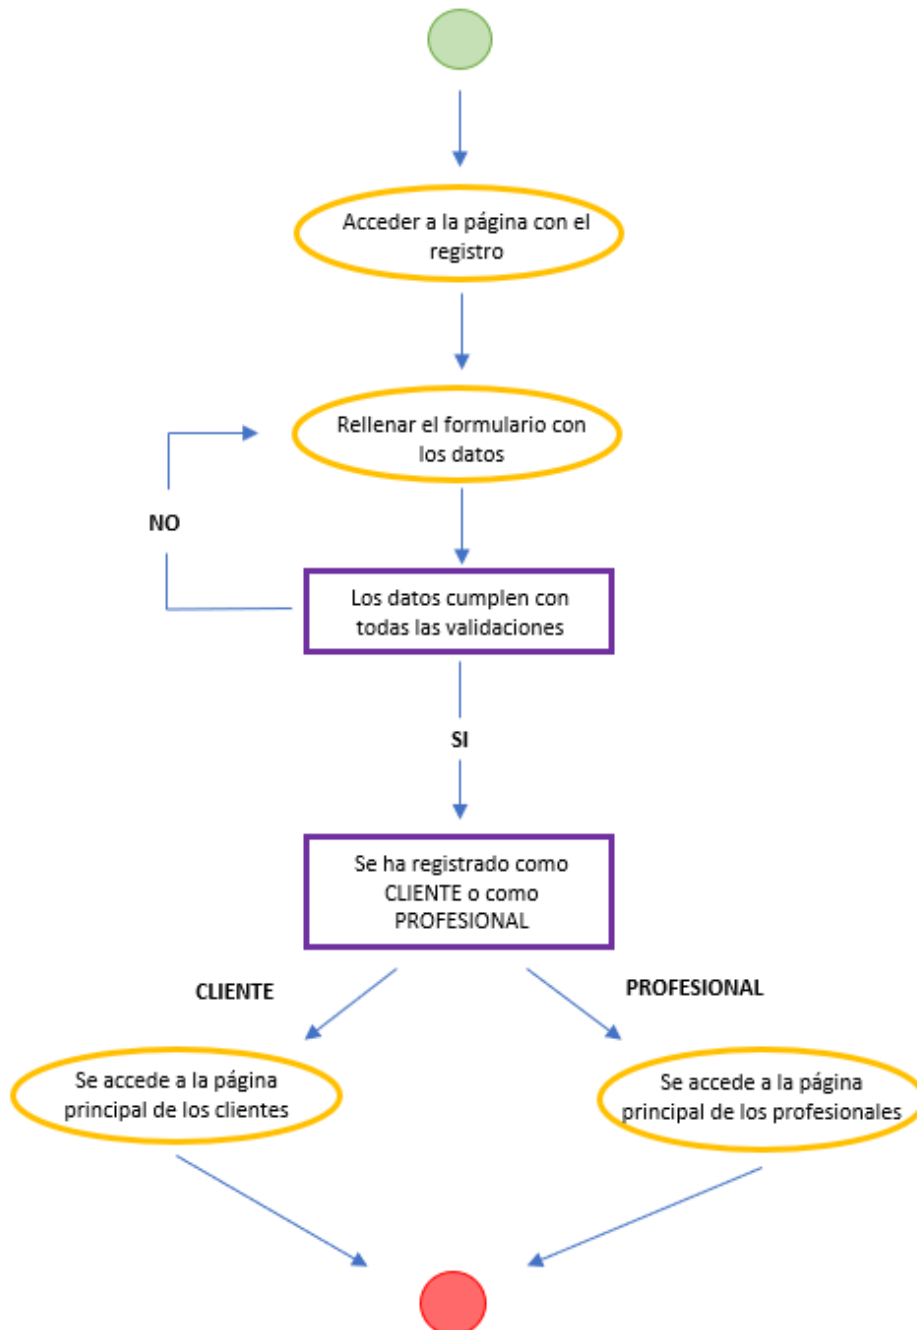 Acceder a la página con el
registro
Rellenar el formulario con
los datos
NO
Los datos cumplen con
todas las validaciones
SI
Se ha registrado como
CLIENTE o como
PROFESIONAL
CLIENTE
PROFESIONAL
Se accede a la página
principal de los clientes
Se accede a la página
principal de los profesionales